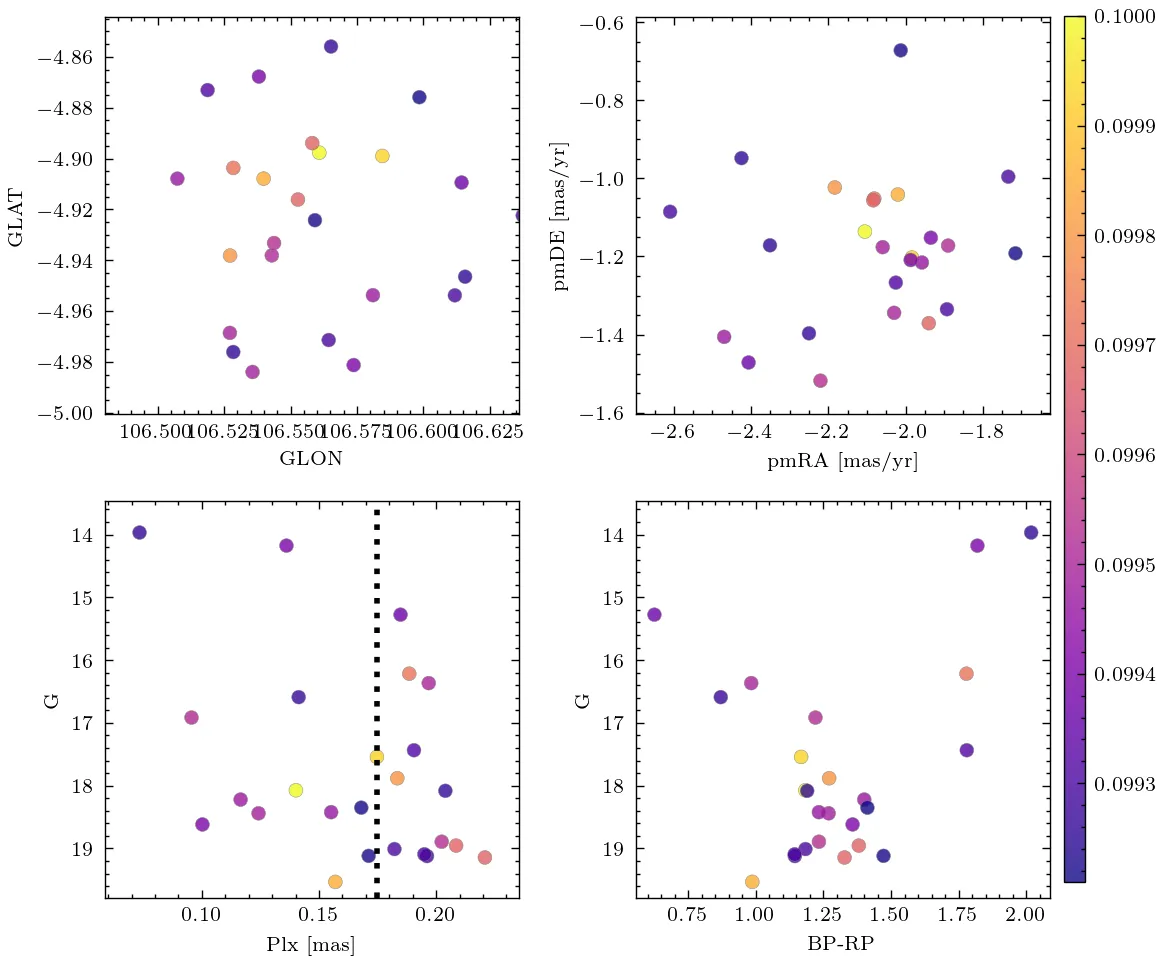 −4.86
−4.88
−4.90
−4.92
−4.94
−4.96
−4.98
−5.00
GLAT
106.500 106.525 106.550 106.575 106.600 106.625
GLON
−0.6
−0.8
−1.0
−1.2
−1.4
−1.6
pmDE [mas/yr]
−2.6 −2.4 −2.2 −2.0 −1.8
pmRA [mas/yr]
14
15
16
17
18
19
G
0.10 0.15 0.20
Plx [mas]
14
15
16
17
18
19
G
0.75 1.00 1.25 1.50 1.75 2.00
BP-RP
0.1000
0.0999
0.0998
0.0997
0.0996
0.0995
0.0994
0.0993